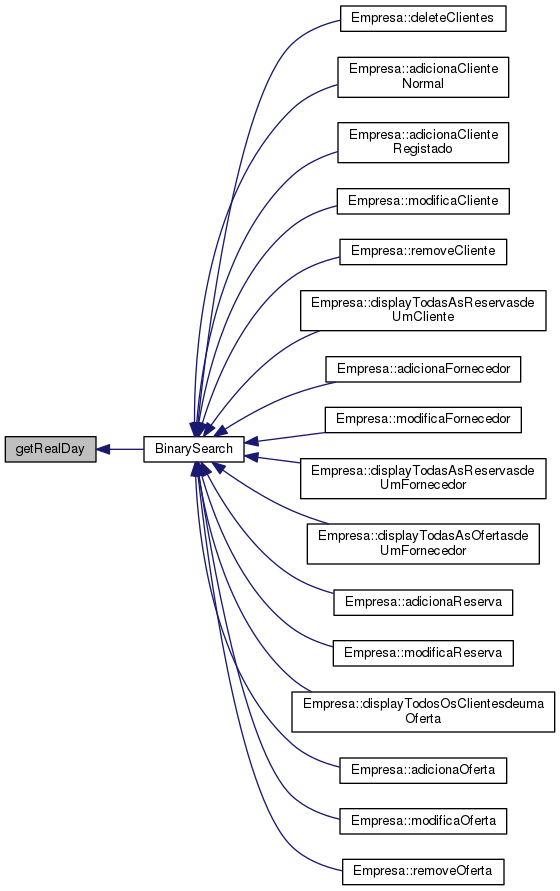 Empresa::deleteClientes
Empresa::adicionaCliente
Normal
Empresa::adicionaCliente
Registado
Empresa::modificaCliente
Empresa::removeCliente
Empresa::displayTodasAsReservasde
UmCliente
Empresa::adicionaFornecedor
Empresa::modificaFornecedor
getRealDay
BinarySearch
Empresa::displayTodasAsReservasde
UmFornecedor
Empresa::displayTodasAsOfertasde
UmFornecedor
Empresa::adicionaReserva
Empresa::modificaReserva
Empresa::displayTodosOsClientesdeuma
Oferta
Empresa::adicionaOferta
Empresa::modificaOferta
Empresa::removeOferta